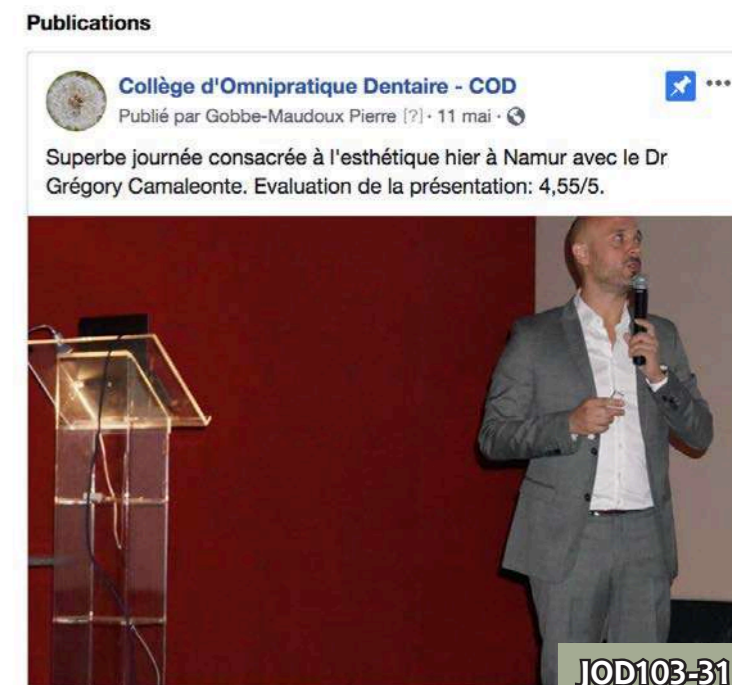 Publications
Collège d'Omnipratique Dentaire - COD
Publié par Gobbe-Maudoux Pierre [?] · 11 mai ·
Superbe journée consacrée à l'esthétique hier à Namur avec le Dr
Grégory Camaleonte. Evaluation de la présentation: 4,55/5.
JOD103-31